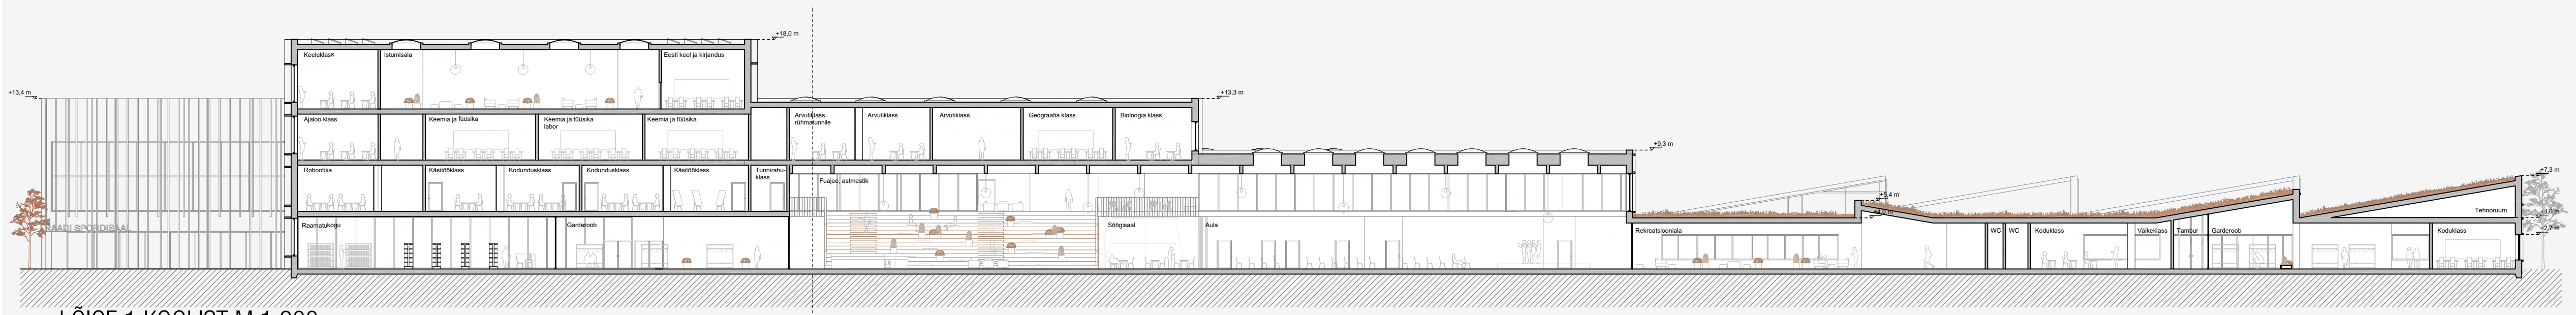 +18,0 m
Keeleklass
Istumisala
Eesti keel ja kirjandus
+13,4 m
+13,3 m
Ajaloo klass
Keemia ja füüsika
Keemia ja füüsika
labor
Keemia ja füüsika
Arvutiklass
rühmatunnile
Arvutiklass
Arvutiklass
Geograafia klass
Bioloogia klass
+9,3 m
Robootika
Käsitööklass
Kodundusklass
Kodundusklass
Käsitööklass
Tunnirahu-
klass
Fuajee, astmestik
+7,3 m
+5,4 m
+4,0 m
Tehnoruum
+4,0 m
RAADI SPORDISAAL
Raamatukogu
Garderoob
Söögisaal
Aula
Rekreatsiooniala
WC
WC
Koduklass
Väikeklass
Tambur
Garderoob
Koduklass
+2,7 m